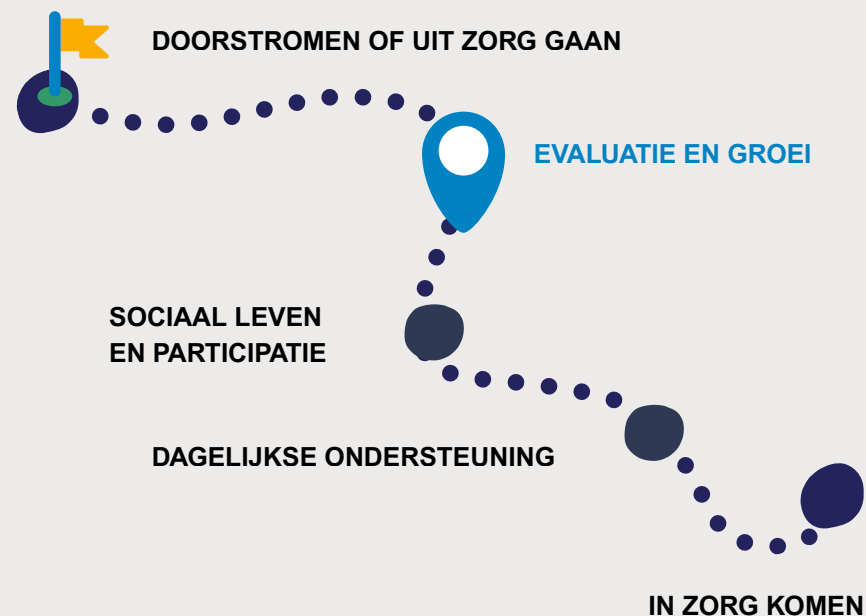 DOORSTROMEN OF UIT ZORG GAAN
EVALUATIE EN GROEI
SOCIAAL LEVEN
EN PARTICIPATIE
DAGELIJKSE ONDERSTEUNING
IN ZORG KOMEN